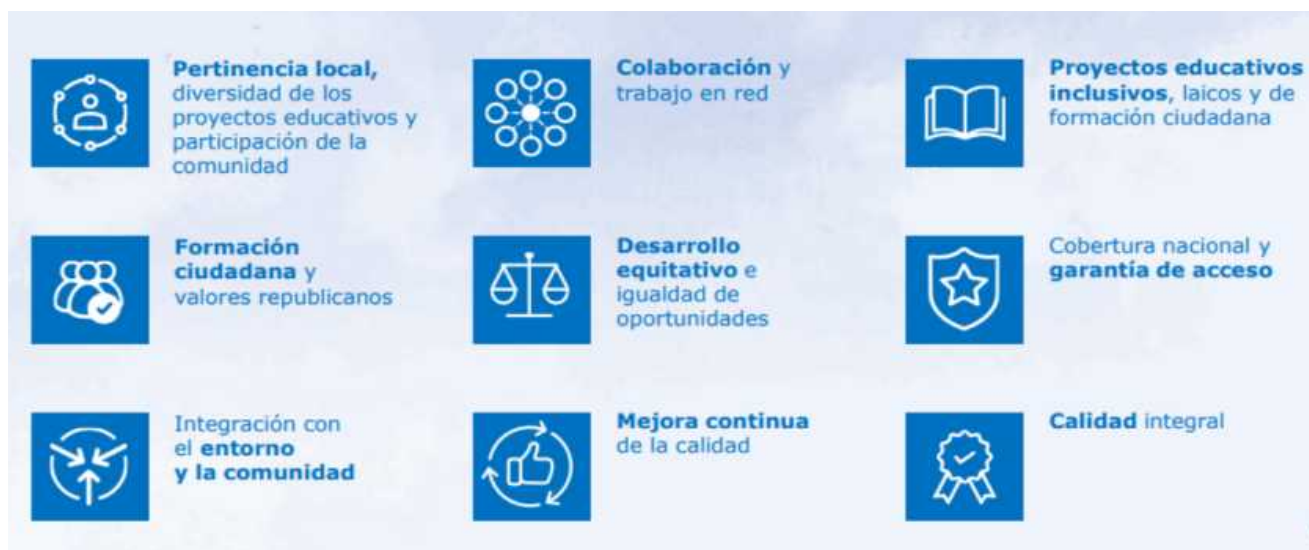 Pertinencia local,
diversidad de los
proyectos educativos y
participación de la
comunidad
Colaboración y
trabajo en red
Proyectos educativos
inclusivos, laicos y de
formación ciudadana
Formación
ciudadana y
valores republicanos
Desarrollo
equitativo e
igualdad de
oportunidades
Cobertura nacional y
garantía de acceso
Integración con
el entorno
y la comunidad
Mejora continua
de la calidad
Calidad integral